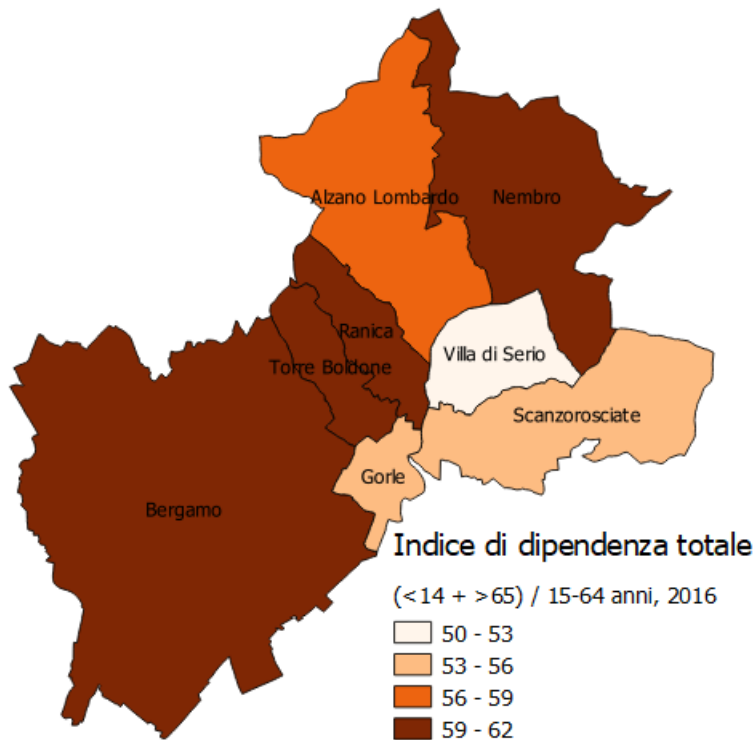 Alzano Lombardo
Nembro
Ranica
Torre Boldone
Villa di Serio
Scanzorosciate
Gorle
Bergamo
Indice di dipendenza totale
(<14 + >65) / 15-64 anni, 2016
50 - 53
53 - 56
56 - 59
59 - 62